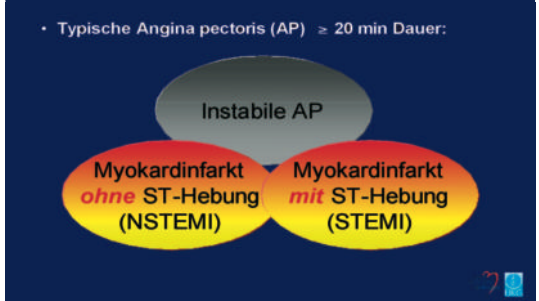 • Typische Angina pectoris (AP) ≥ 20 min Dauer:
Instabile AP
Myokardinfarkt
ohne ST-Hebung
(NSTEMI)
Myokardinfarkt
mit ST-Hebung
(STEMI)